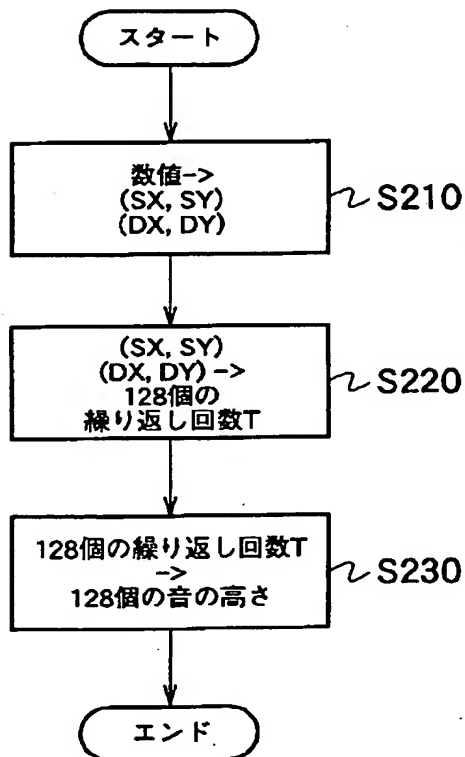 スタート
数値->
(SX, SY)
(DX, DY)
S210
(SX, SY)
(DX, DY) ->
128個の
繰り返し回数T
S220
128個の繰り返し回数T
->
128個の音の高さ
S230
エンド